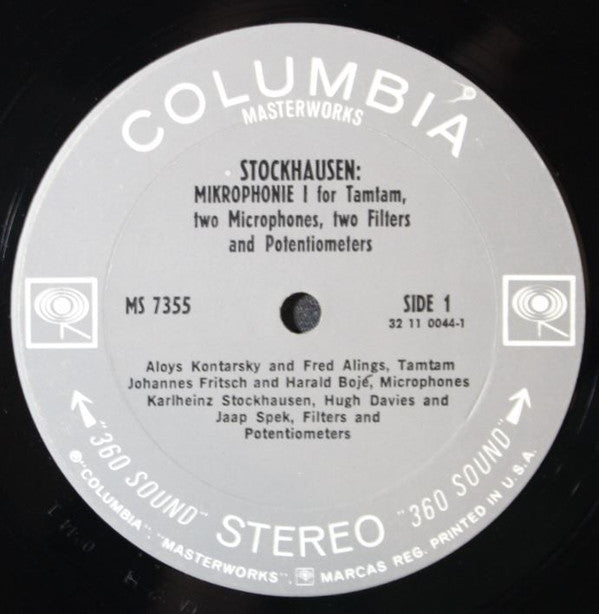 COLUMBIA
MASTERWORKS
STOCKHAUSEN:
MIKROPHONIE I for Tamtam,
two Microphones, two Filters
and Potentiometers
MS 7355
SIDE 1
32 11 0044-1
Aloys Kontarsky and Fred Alings, Tamtam
Johannes Fritsch and Harald Bojé, Microphones
Karlheinz Stockhausen, Hugh Davies and
Jaap Spek, Filters and
Potentiometers
"360 SOUND" STEREO "360 SOUND"
℗"COLUMBIA", "MASTERWORKS", MARCAS REG. PRINTED IN U.S.A.